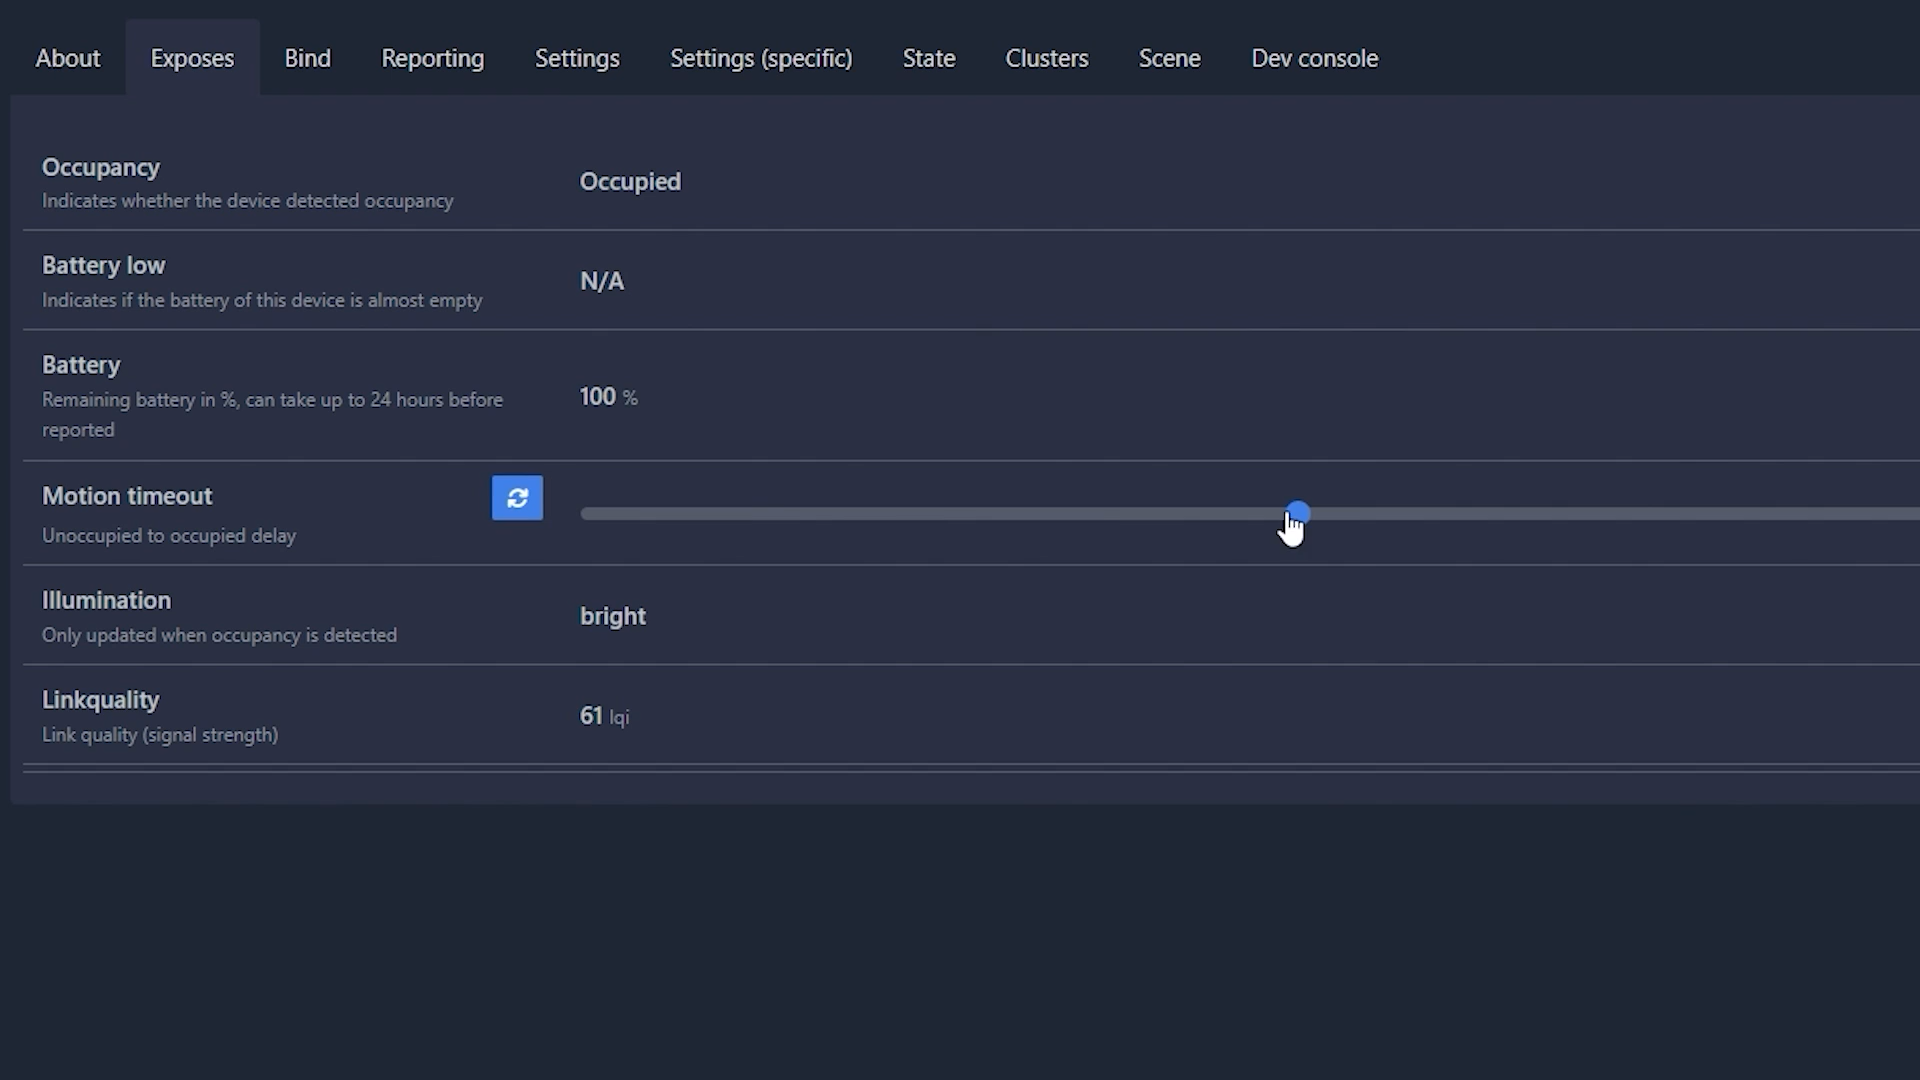 About Exposes Bind Reporting Settings Settings (specific) State Clusters Scene Dev console
Occupancy
Indicates whether the device detected occupancy
Occupied
Battery low
Indicates if the battery of this device is almost empty
N/A
Battery
Remaining battery in %, can take up to 24 hours before
reported
100 %
Motion timeout
Unoccupied to occupied delay
Illumination
Only updated when occupancy is detected
bright
Linkquality
Link quality (signal strength)
61 lqi